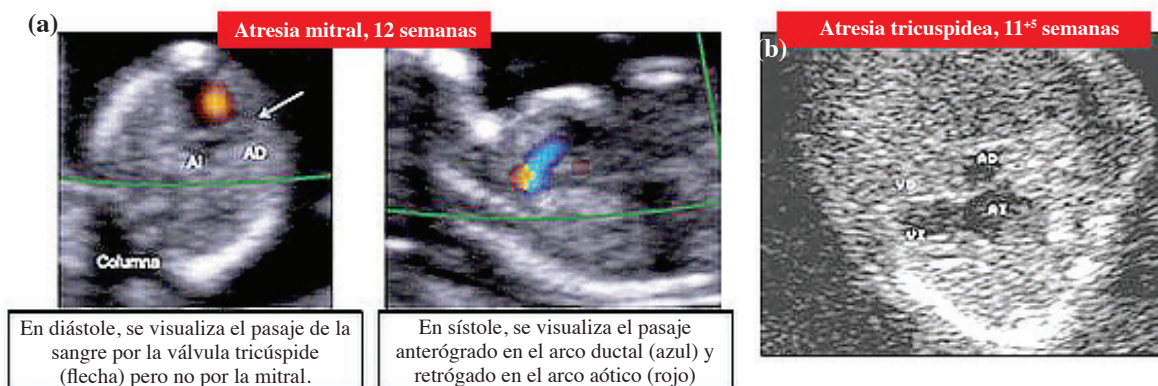 (a)
Atresia mitral, 12 semanas
AI
AD
Columna
En diástole, se visualiza el pasaje de la
sangre por la válvula tricúspide
(flecha) pero no por la mitral.
En sístole, se visualiza el pasaje
anterógrado en el arco ductal (azul) y
retrógado en el arco aótico (rojo)
Atresia tricuspidea, 11⁺⁵ semanas
(b)
AD
VD
AI
VI